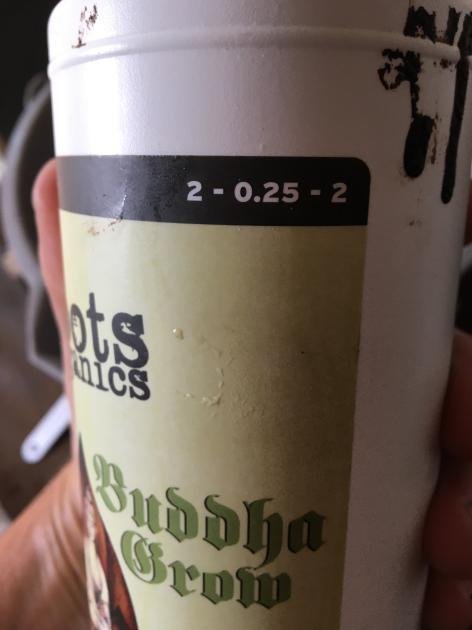 2 - 0.25 - 2
ots
anics
Buddha
Grow